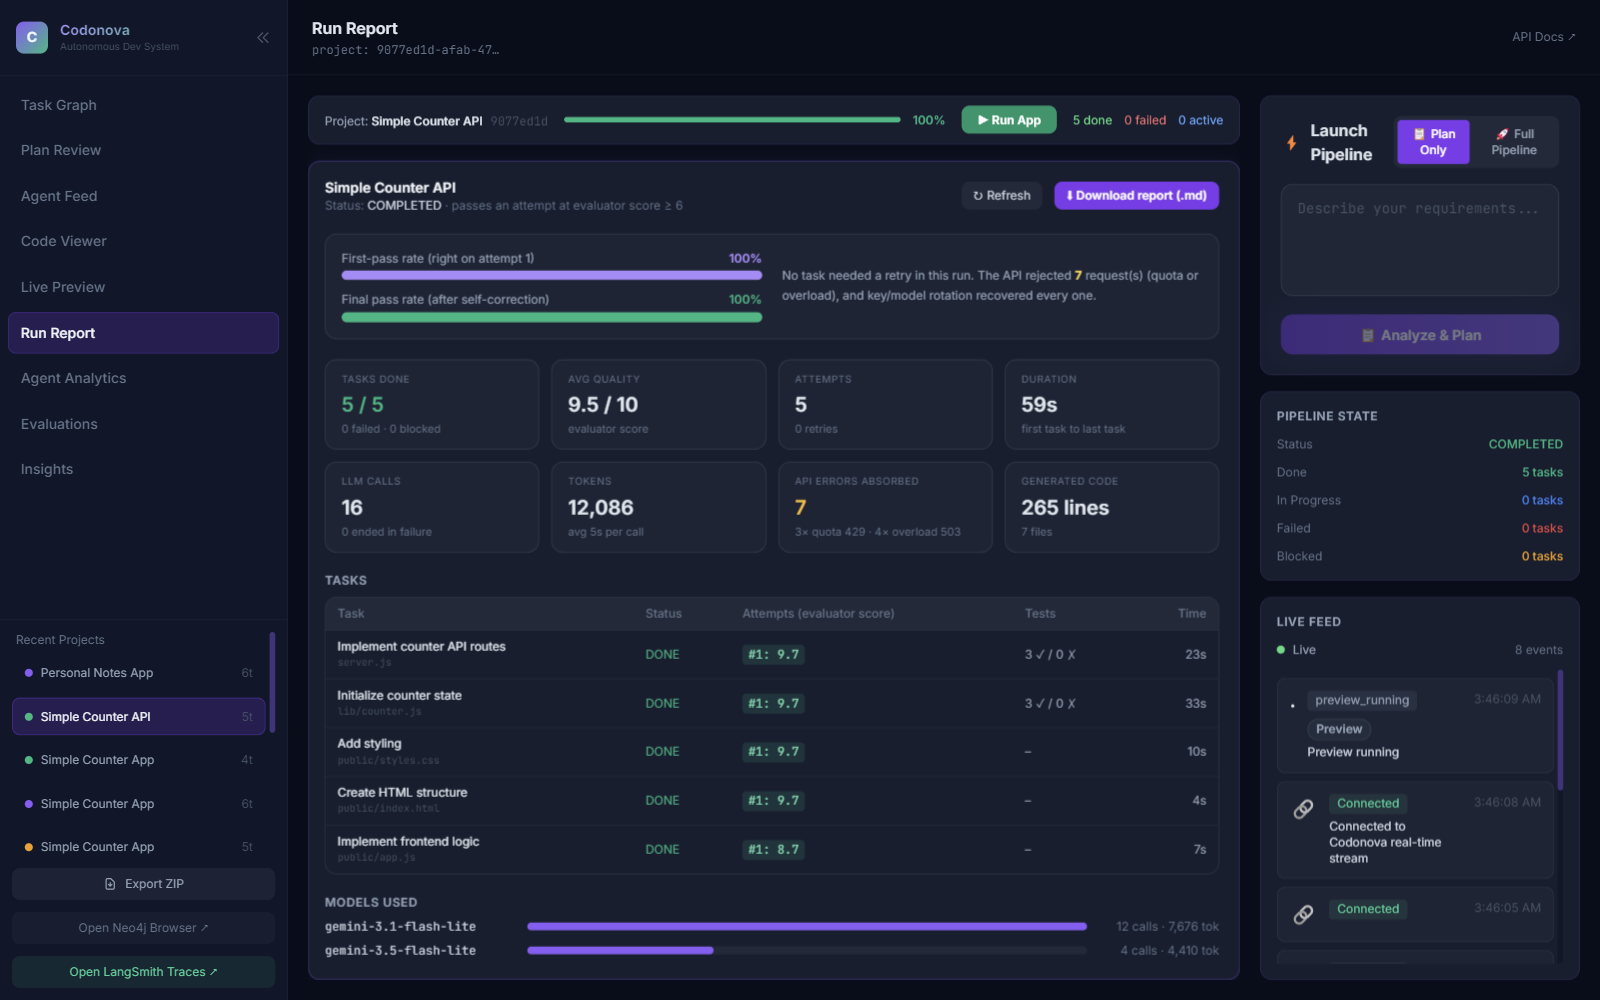 C
Codonova
Autonomous Dev System
Task Graph
Plan Review
Agent Feed
Code Viewer
Live Preview
Run Report
Agent Analytics
Evaluations
Insights
Recent Projects
Personal Notes App 6t
Simple Counter API 5t
Simple Counter App 4t
Simple Counter App 6t
Simple Counter App 5t
Export ZIP
Open Neo4j Browser ↗
Open LangSmith Traces ↗
Run Report
project: 9077ed1d-afab-47…
API Docs ↗
Project: Simple Counter API 9077ed1d 100% ▶ Run App 5 done 0 failed 0 active
Simple Counter API
Status: COMPLETED · passes an attempt at evaluator score ≥ 6
↻ Refresh
⬇ Download report (.md)
First-pass rate (right on attempt 1) 100%
Final pass rate (after self-correction) 100%
No task needed a retry in this run. The API rejected 7 request(s) (quota or
overload), and key/model rotation recovered every one.
TASKS DONE
5 / 5
0 failed · 0 blocked
AVG QUALITY
9.5 / 10
evaluator score
ATTEMPTS
5
0 retries
DURATION
59s
first task to last task
LLM CALLS
16
0 ended in failure
TOKENS
12,086
avg 5s per call
API ERRORS ABSORBED
7
3× quota 429 · 4× overload 503
GENERATED CODE
265 lines
7 files
TASKS
Task Status Attempts (evaluator score) Tests Time
Implement counter API routes DONE #1: 9.7 3 ✓ / 0 ✗ 23s
server.js
Initialize counter state DONE #1: 9.7 3 ✓ / 0 ✗ 33s
lib/counter.js
Add styling DONE #1: 9.7 – 10s
public/styles.css
Create HTML structure DONE #1: 9.7 – 4s
public/index.html
Implement frontend logic DONE #1: 8.7 – 7s
public/app.js
MODELS USED
gemini-3.1-flash-lite 12 calls · 7,676 tok
gemini-3.5-flash-lite 4 calls · 4,410 tok
Launch
Pipeline
Plan
Only
Full
Pipeline
Describe your requirements...
Analyze & Plan
PIPELINE STATE
Status COMPLETED
Done 5 tasks
In Progress 0 tasks
Failed 0 tasks
Blocked 0 tasks
LIVE FEED
Live 8 events
preview_running 3:46:09 AM
Preview
Preview running
Connected 3:46:08 AM
Connected to
Codonova real-time
stream
Connected 3:46:05 AM